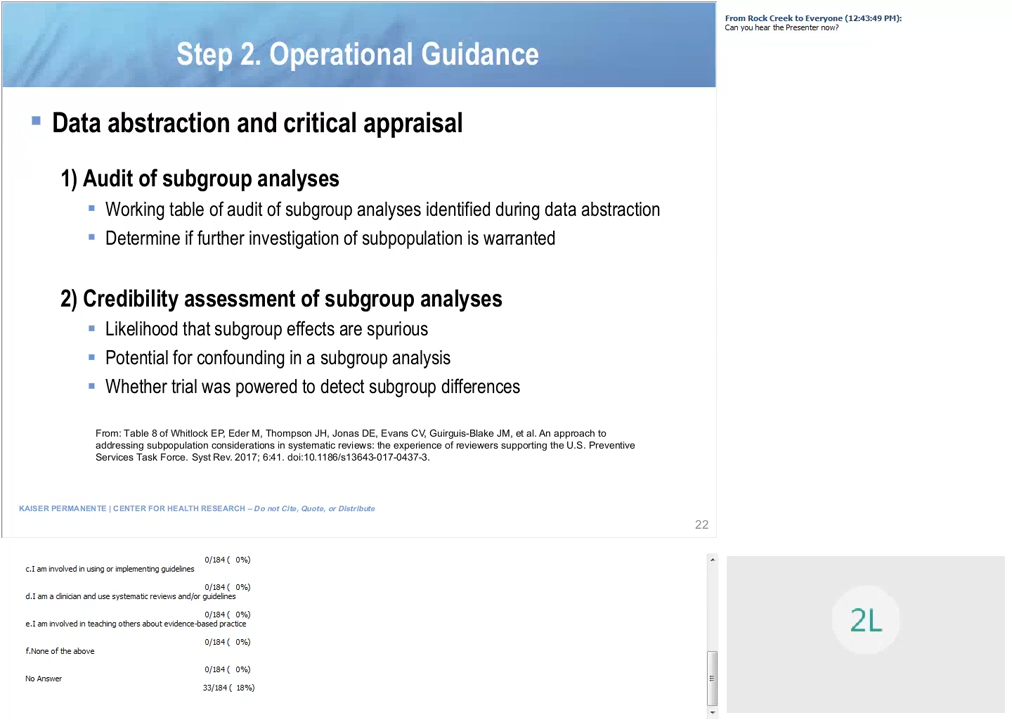 Step 2. Operational Guidance
Data abstraction and critical appraisal
1) Audit of subgroup analyses
Working table of audit of subgroup analyses identified during data abstraction
Determine if further investigation of subpopulation is warranted
2) Credibility assessment of subgroup analyses
Likelihood that subgroup effects are spurious
Potential for confounding in a subgroup analysis
Whether trial was powered to detect subgroup differences
From: Table 8 of Whitlock EP, Eder M, Thompson JH, Jonas DE, Evans CV, Guirguis-Blake JM, et al. An approach to
addressing subpopulation considerations in systematic reviews: the experience of reviewers supporting the U.S. Preventive
Services Task Force. Syst Rev. 2017; 6:41. doi:10.1186/s13643-017-0437-3.
KAISER PERMANENTE | CENTER FOR HEALTH RESEARCH – Do not Cite, Quote, or Distribute
22
From Rock Creek to Everyone (12:43:49 PM):
Can you hear the Presenter now?
0/184 ( 0%)
c.I am involved in using or implementing guidelines
0/184 ( 0%)
d.I am a clinician and use systematic reviews and/or guidelines
0/184 ( 0%)
e.I am involved in teaching others about evidence-based practice
0/184 ( 0%)
f.None of the above
0/184 ( 0%)
No Answer
33/184 ( 18%)
2L